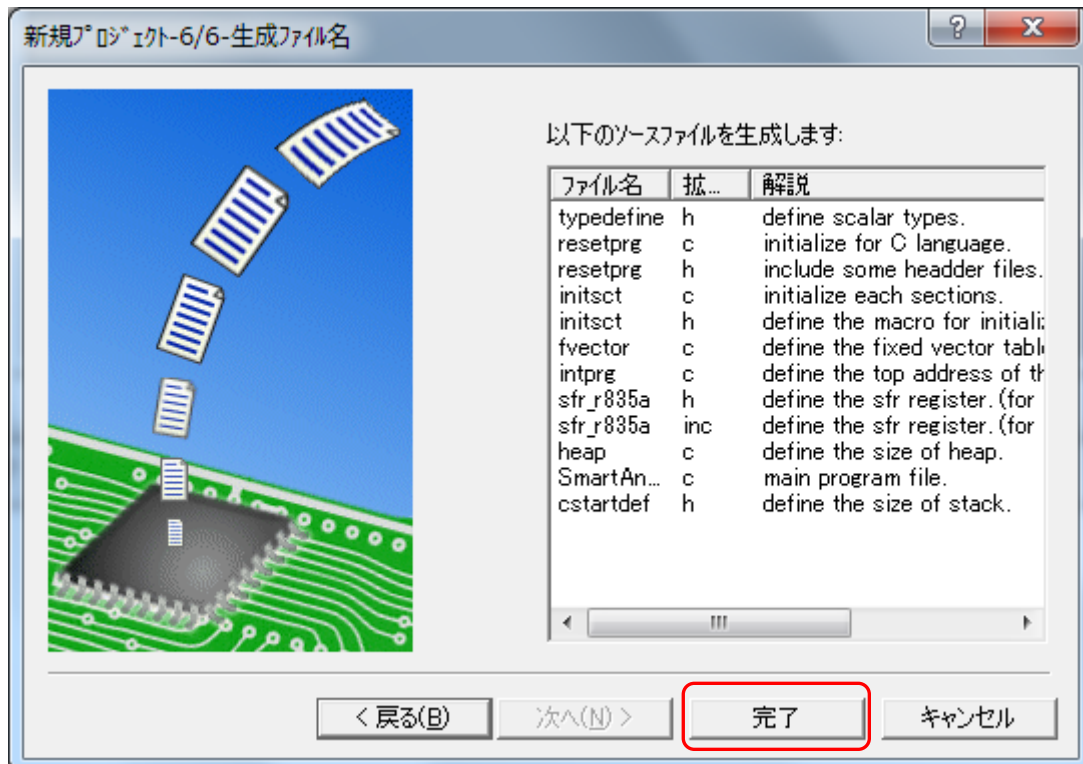 新規ﾌﾟﾛｼﾞｪｸﾄ-6/6-生成ﾌｧｲﾙ名
以下のソースファイルを生成します:
ファイル名 拡... 解説
typedefine h define scalar types.
resetprg c initialize for C language.
resetprg h include some headder files.
initsct c initialize each sections.
initsct h define the macro for initiali
fvector c define the fixed vector tabl
intprg c define the top address of th
sfr_r835a h define the sfr register. (for
sfr_r835a inc define the sfr register. (for
heap c define the size of heap.
SmartAn... c main program file.
cstartdef h define the size of stack.
< 戻る(B) 次へ(N) > 完了 キャンセル